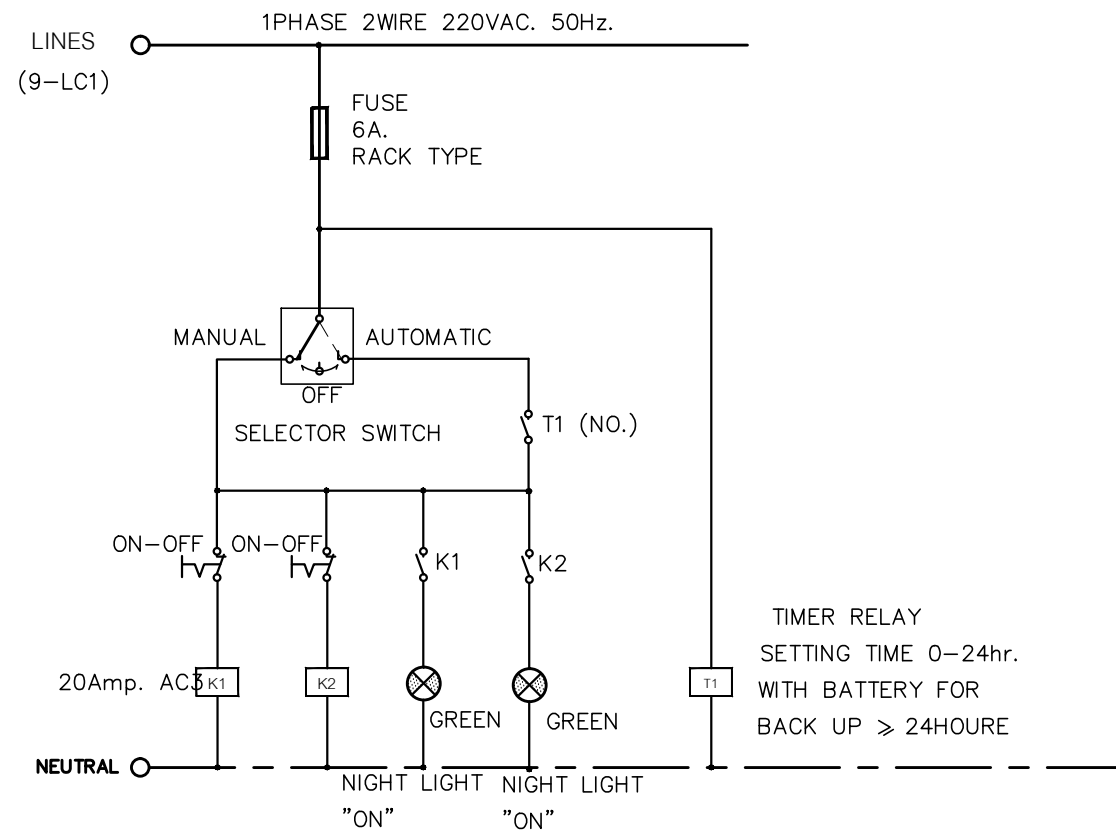 1PHASE 2WIRE 220VAC. 50Hz.
LINES
(9-LC1)
FUSE
6A.
RACK TYPE
MANUAL
AUTOMATIC
OFF
SELECTOR SWITCH
T1 (NO.)
ON-OFF
ON-OFF
K1
K2
20Amp. AC3
K1
K2
GREEN
GREEN
T1
TIMER RELAY
SETTING TIME 0-24hr.
WITH BATTERY FOR
BACK UP ⩾ 24HOURE
NEUTRAL
NIGHT LIGHT
"ON"
NIGHT LIGHT
"ON"